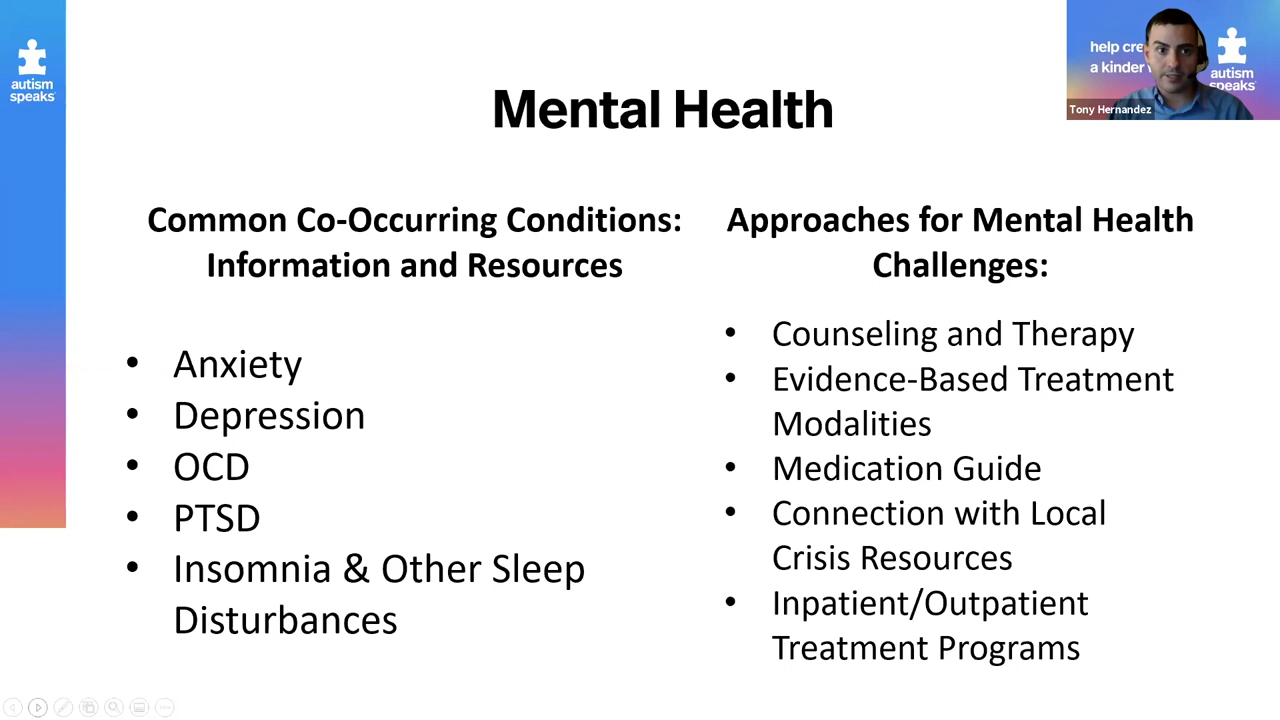 autism
speaks
help cre
a kinder
autism
speaks
Tony Hernandez
Mental Health
Common Co-Occurring Conditions:
Information and Resources
• Anxiety
• Depression
• OCD
• PTSD
• Insomnia & Other Sleep
Disturbances
Approaches for Mental Health
Challenges:
• Counseling and Therapy
• Evidence-Based Treatment
Modalities
• Medication Guide
• Connection with Local
Crisis Resources
• Inpatient/Outpatient
Treatment Programs